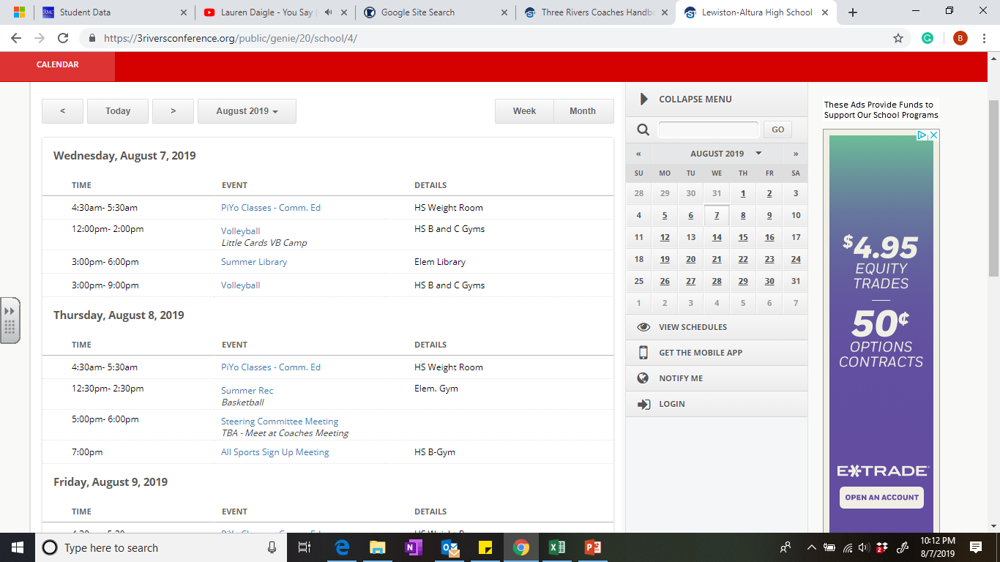 Student Data
Lauren Daigle - You Say (
Google Site Search
Three Rivers Coaches Handbo
Lewiston-Altura High School
https://3riversconference.org/public/genie/20/school/4/
B
CALENDAR
<
Today
>
August 2019
Week
Month
Wednesday, August 7, 2019
TIME EVENT DETAILS
4:30am- 5:30am PiYo Classes - Comm. Ed HS Weight Room
12:00pm- 2:00pm Volleyball HS B and C Gyms
Little Cards VB Camp
3:00pm- 6:00pm Summer Library Elem Library
3:00pm- 9:00pm Volleyball HS B and C Gyms
Thursday, August 8, 2019
TIME EVENT DETAILS
4:30am- 5:30am PiYo Classes - Comm. Ed HS Weight Room
12:30pm- 2:30pm Summer Rec Elem. Gym
Basketball
5:00pm- 6:00pm Steering Committee Meeting
TBA - Meet at Coaches Meeting
7:00pm All Sports Sign Up Meeting HS B-Gym
Friday, August 9, 2019
TIME EVENT DETAILS
COLLAPSE MENU
GO
« AUGUST 2019 »
SU MO TU WE TH FR SA
28 29 30 31 1 2 3
4 5 6 7 8 9 10
11 12 13 14 15 16 17
18 19 20 21 22 23 24
25 26 27 28 29 30 31
1 2 3 4 5 6 7
VIEW SCHEDULES
GET THE MOBILE APP
NOTIFY ME
LOGIN
These Ads Provide Funds to
Support Our School Programs
$4.95
EQUITY
TRADES
50¢
OPTIONS
CONTRACTS
E*TRADE
OPEN AN ACCOUNT
Type here to search
10:12 PM
8/7/2019